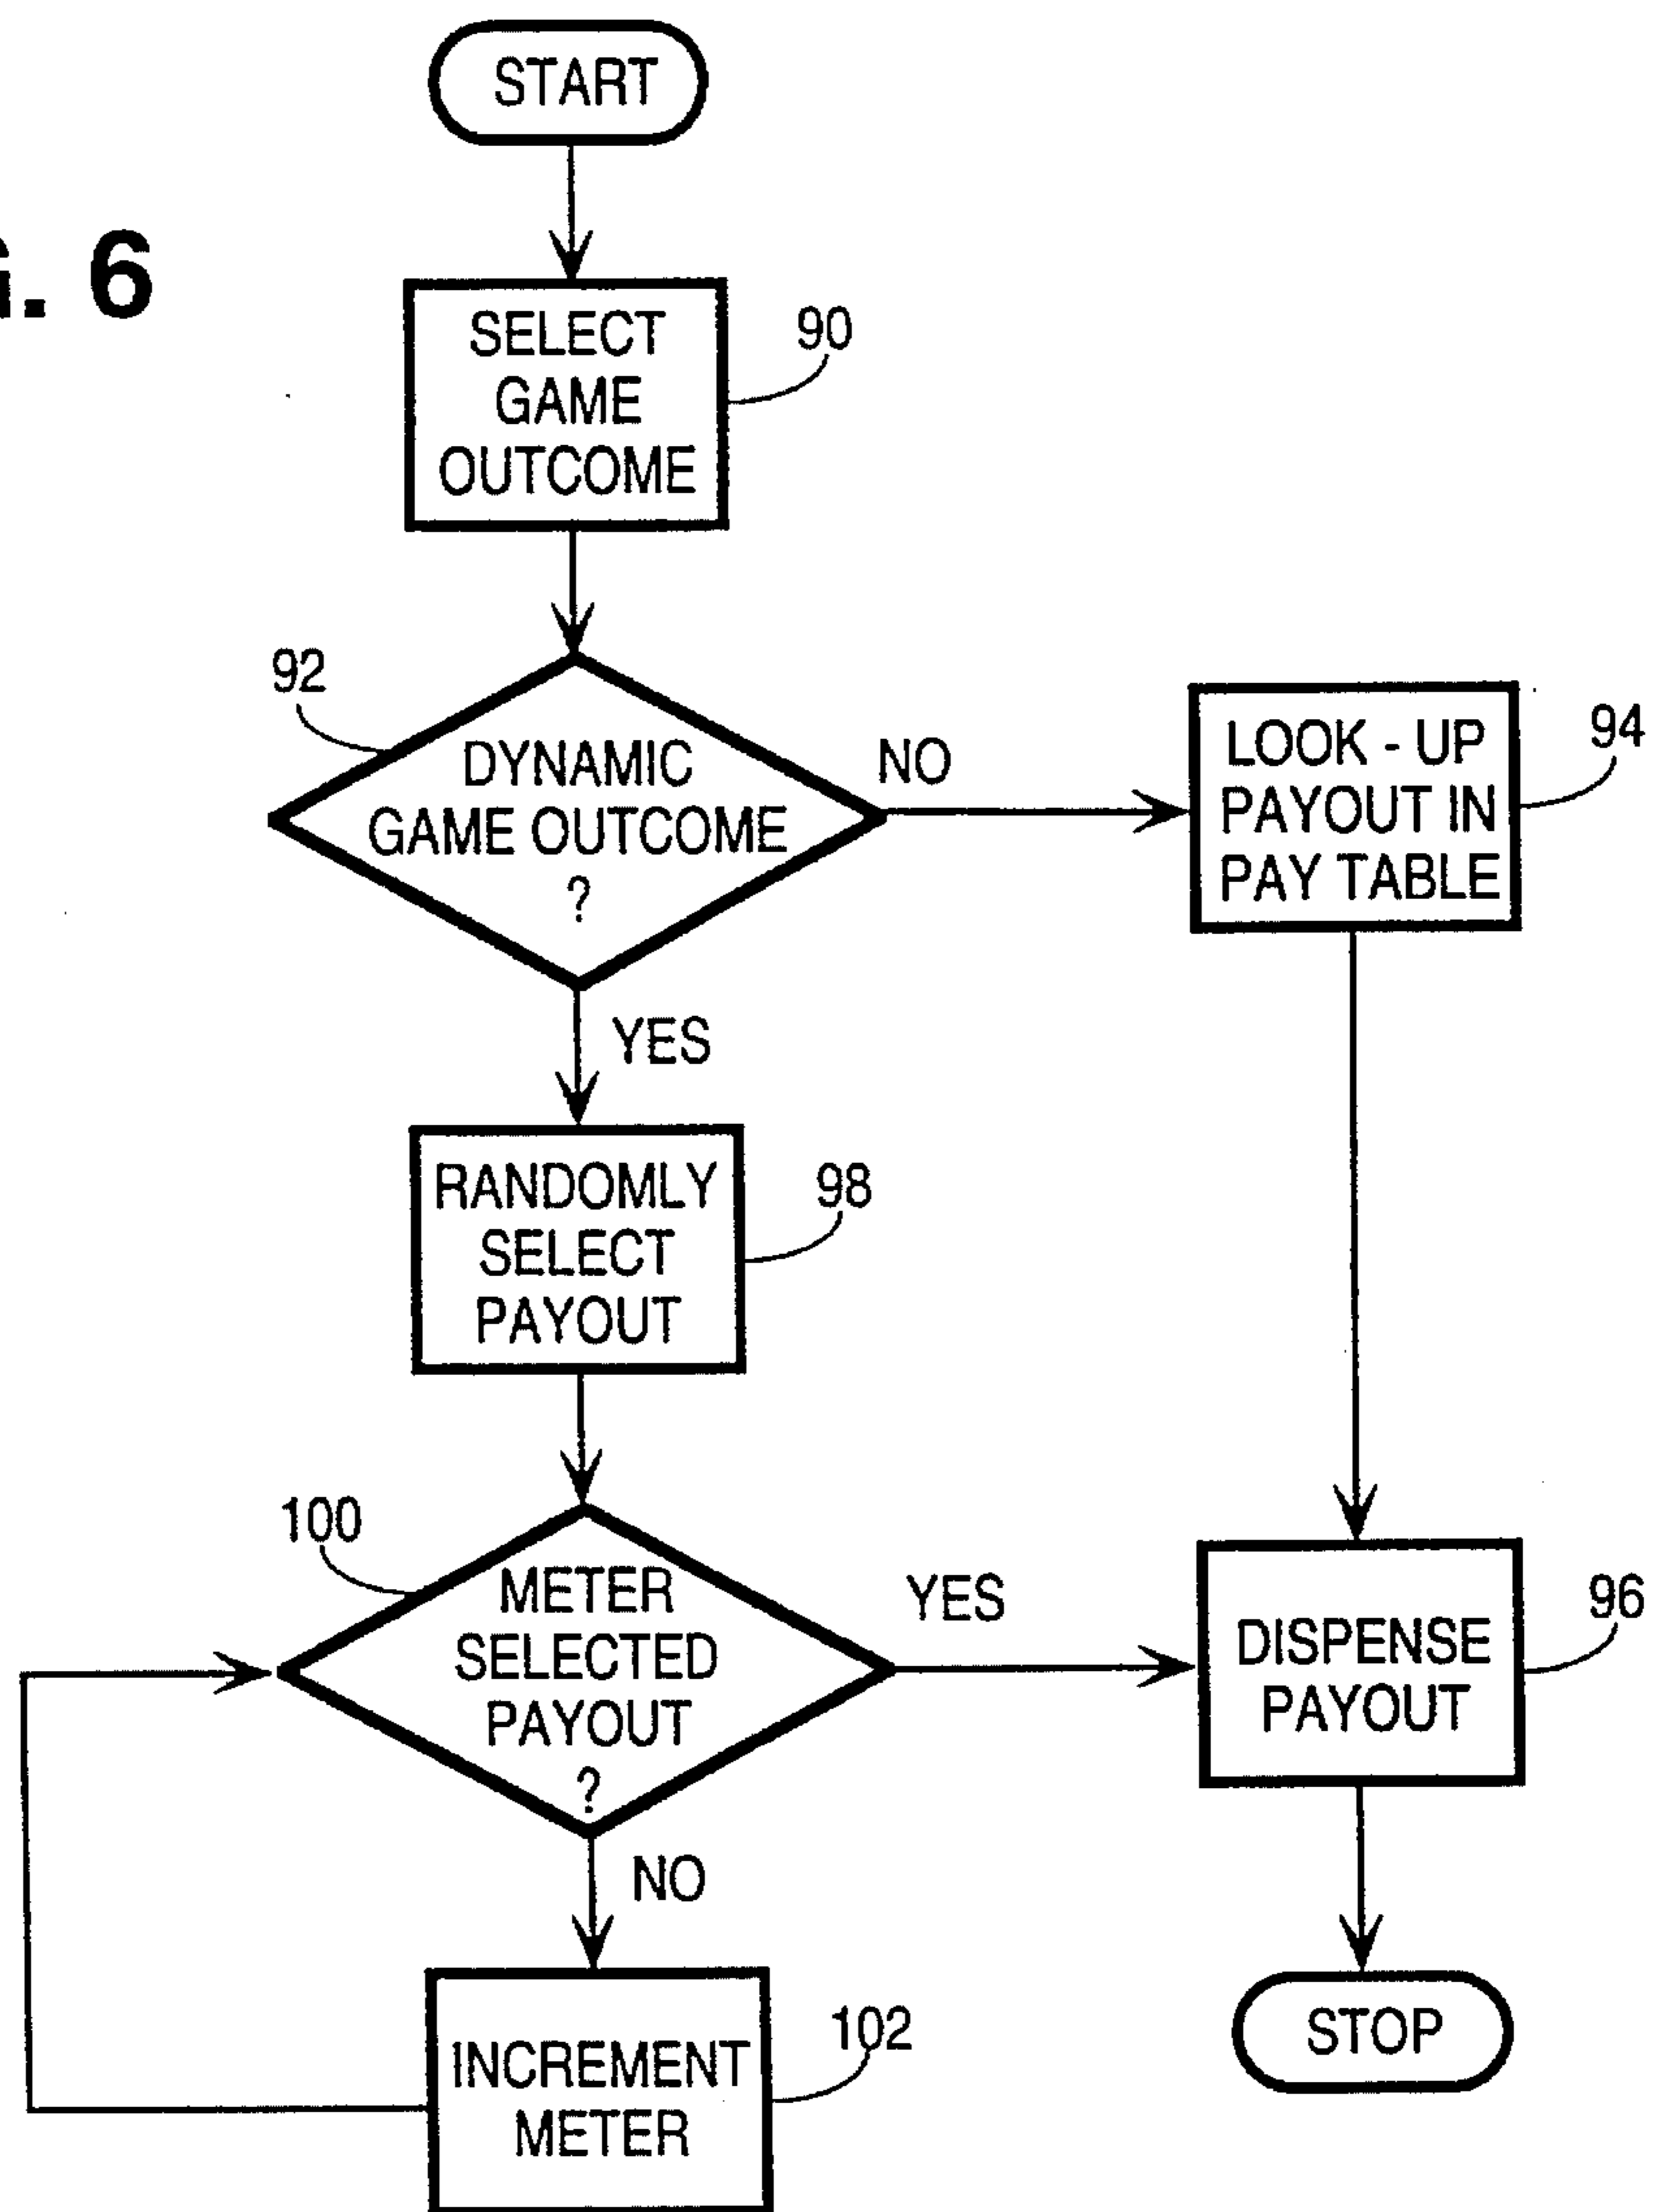 START
. 6
SELECT
GAME
OUTCOME
90
92
DYNAMIC
GAME OUTCOME
?
NO
LOOK - UP
PAYOUT IN
PAY TABLE
94
YES
RANDOMLY
SELECT
PAYOUT
98
100
METER
SELECTED
PAYOUT
?
YES
DISPENSE
PAYOUT
96
NO
INCREMENT
METER
102
STOP